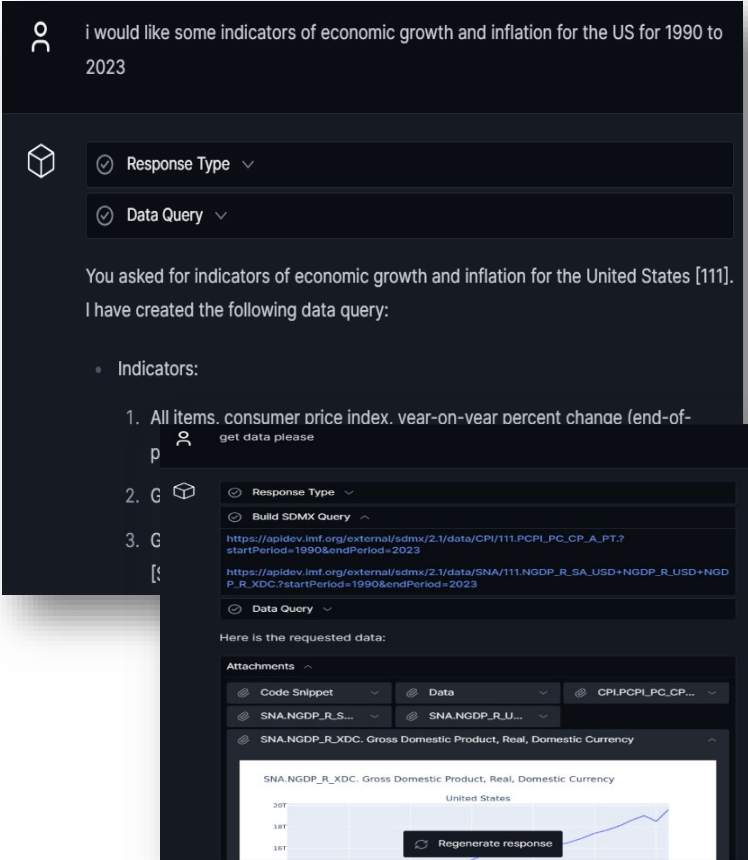 i would like some indicators of economic growth and inflation for the US for 1990 to
2023
Response Type
Data Query
You asked for indicators of economic growth and inflation for the United States [111].
I have created the following data query:
Indicators:
1. All items, consumer price index, year-on-year percent change (end-of-
p
2. G
3. G
[S
get data please
Response Type
Build SDMX Query
https://apidev.imf.org/external/sdmx/2.1/data/CPI/111.PCPI_PC_CP_A_PT.?
startPeriod=1990&endPeriod=2023
https://apidev.imf.org/external/sdmx/2.1/data/SNA/111.NGDP_R_SA_USD+NGDP_R_USD+NGD
P_R_XDC.?startPeriod=1990&endPeriod=2023
Data Query
Here is the requested data:
Attachments
Code Snippet
Data
CPI.PCPI_PC_CP...
SNA.NGDP_R_S...
SNA.NGDP_R_U...
SNA.NGDP_R_XDC. Gross Domestic Product, Real, Domestic Currency
SNA.NGDP_R_XDC. Gross Domestic Product, Real, Domestic Currency
United States
20T
18T
16T
Regenerate response